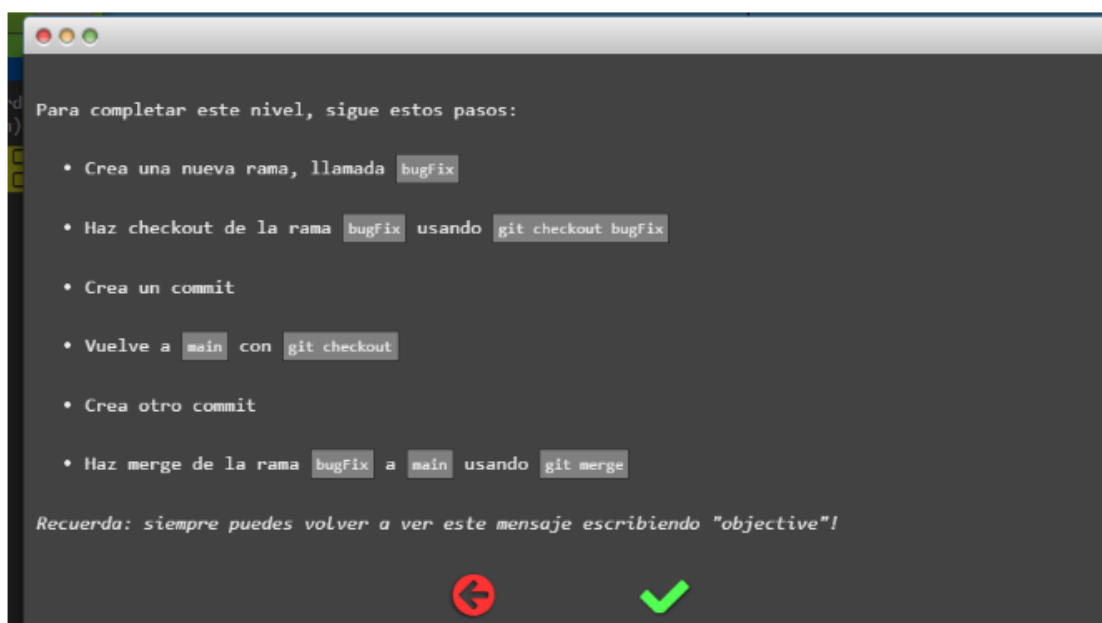 Para completar este nivel, sigue estos pasos:
• Crea una nueva rama, llamada bugFix
• Haz checkout de la rama bugFix usando git checkout bugFix
• Crea un commit
• Vuelve a main con git checkout
• Crea otro commit
• Haz merge de la rama bugFix a main usando git merge
Recuerda: siempre puedes volver a ver este mensaje escribiendo "objective"!